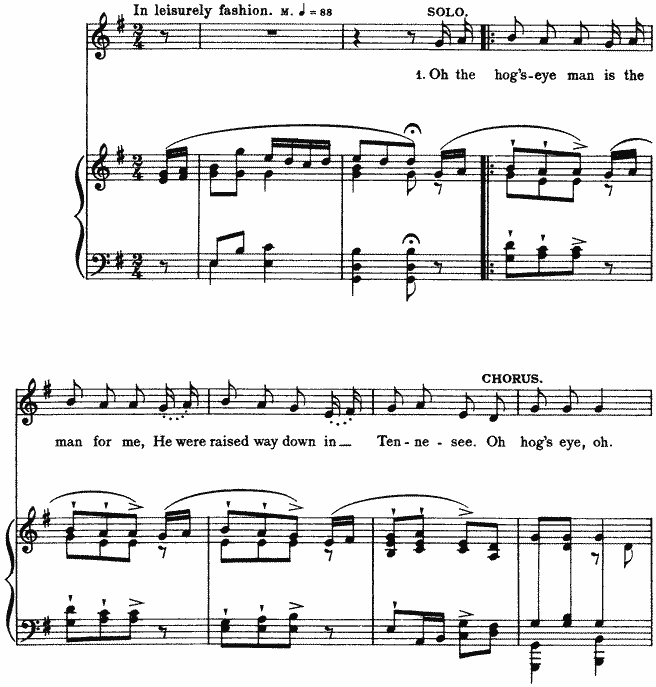 In leisurely fashion. M. ♩ = 88
SOLO.
1. Oh the hog's-eye man is the
CHORUS.
man for me, He were raised way down in Ten - ne - see. Oh hog's eye, oh.